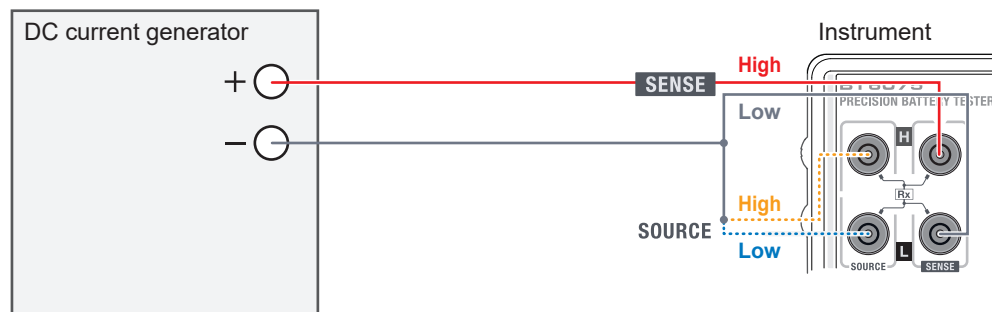 DC current generator
Instrument
+
−
SENSE
High
Low
PRECISION BATTERY TESTER
H
Rx
High
SOURCE
Low
L
SOURCE
SENSE